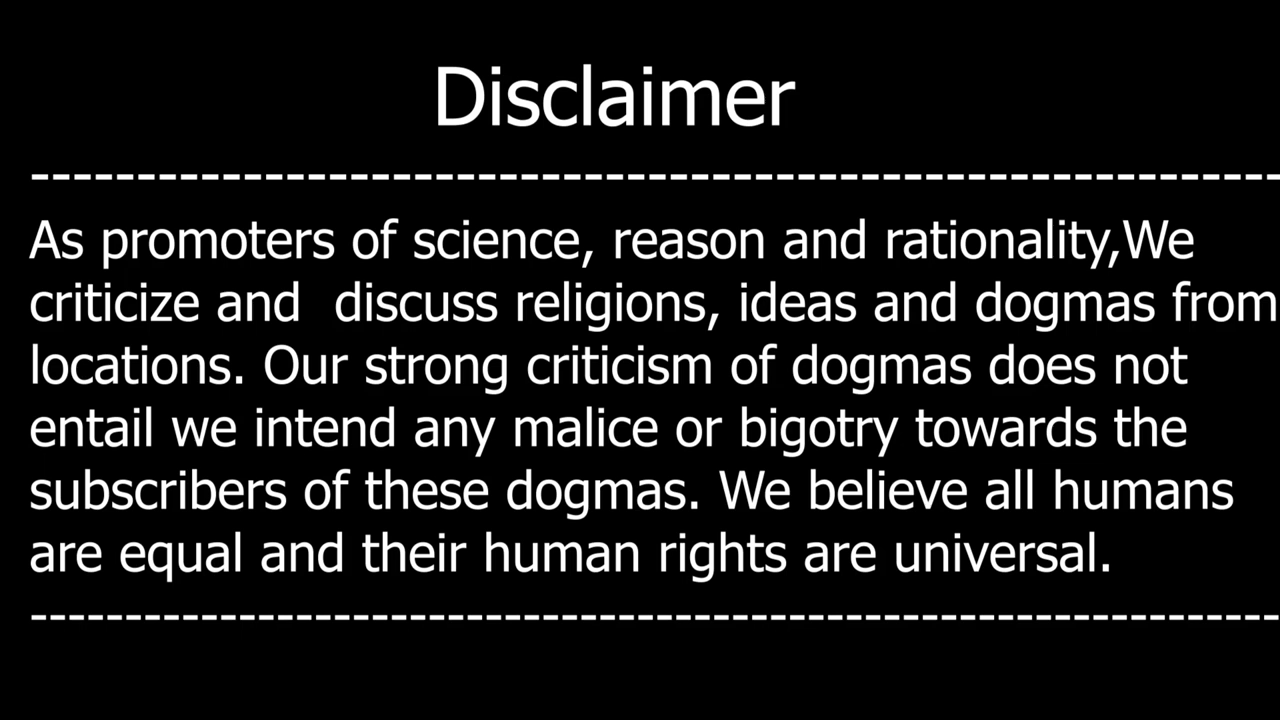 Disclaimer
------------------------------------------------------------
As promoters of science, reason and rationality,We
criticize and  discuss religions, ideas and dogmas from
locations. Our strong criticism of dogmas does not
entail we intend any malice or bigotry towards the
subscribers of these dogmas. We believe all humans
are equal and their human rights are universal.
------------------------------------------------------------------